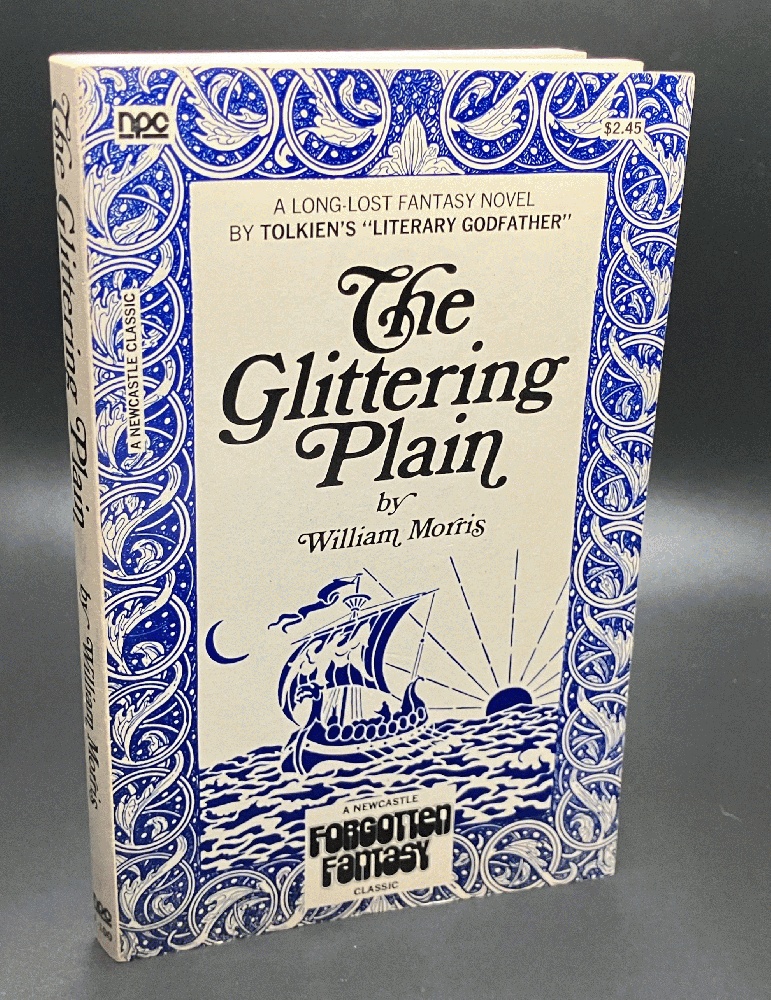 npc
$2.45
A LONG-LOST FANTASY NOVEL
BY TOLKIEN'S "LITERARY GODFATHER"
The
Glittering
Plain
by
William Morris
A NEWCASTLE
FORGOTTEN
FANTASY
CLASSIC
A NEWCASTLE CLASSIC
The Glittering Plain by William Morris
npc